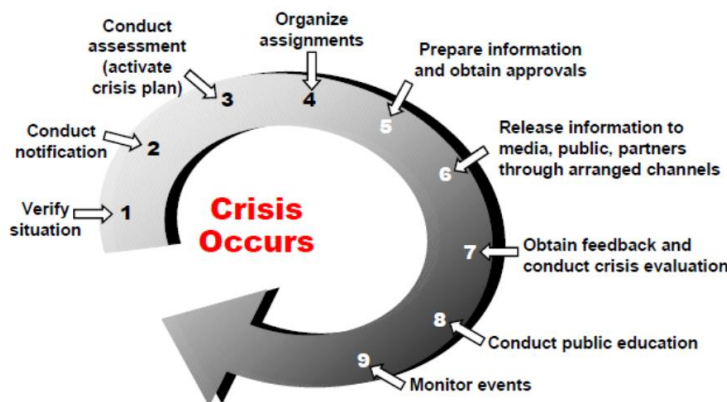 Verify
situation
1
Conduct
notification
2
Conduct
assessment
(activate
crisis plan)
3
Organize
assignments
4
Prepare information
and obtain approvals
5
Release information to
media, public, partners
through arranged channels
6
Obtain feedback and
conduct crisis evaluation
7
Conduct public education
8
Monitor events
9
Crisis
Occurs